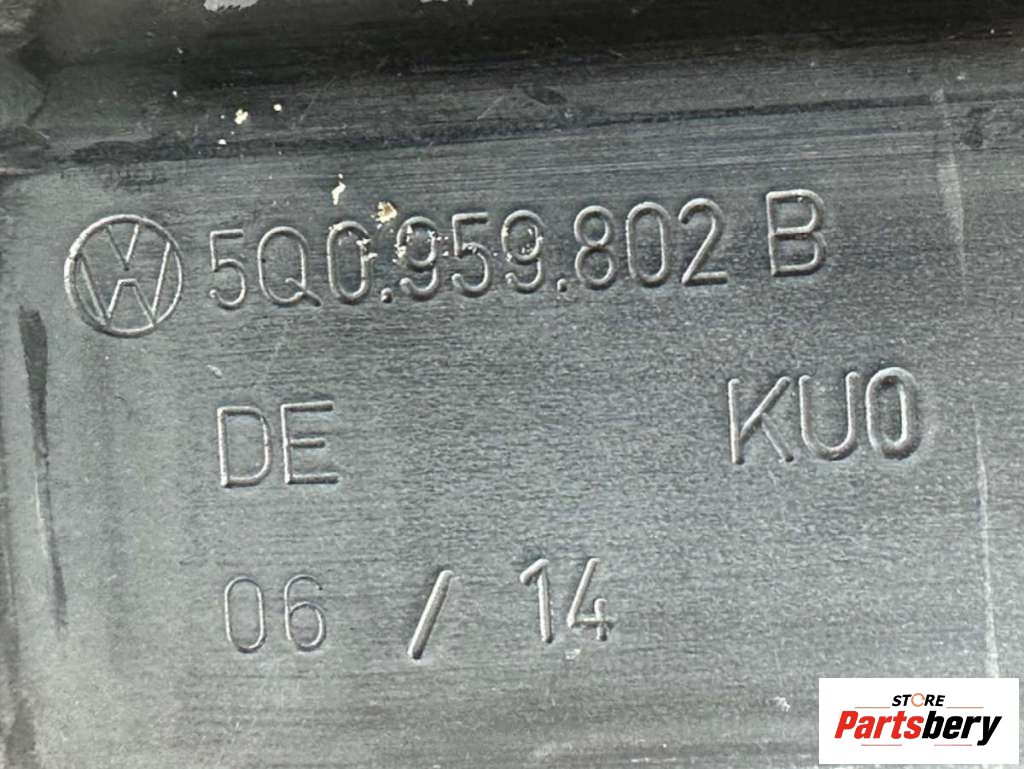 5Q0.959.802 B
DE KU0
06 / 14
STORE
Partsbery